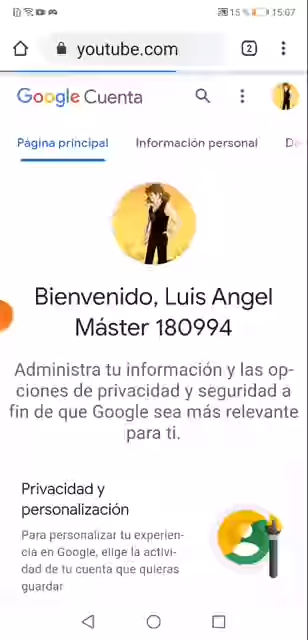 15 % 15:07
youtube.com 2
Google Cuenta
Página principal Información personal Da
Bienvenido, Luis Angel
Máster 180994
Administra tu información y las op-
ciones de privacidad y seguridad a
fin de que Google sea más relevante
para ti.
Privacidad y
personalización
Para personalizar tu experien-
cia en Google, elige la activi-
dad de tu cuenta que quieras
guardar